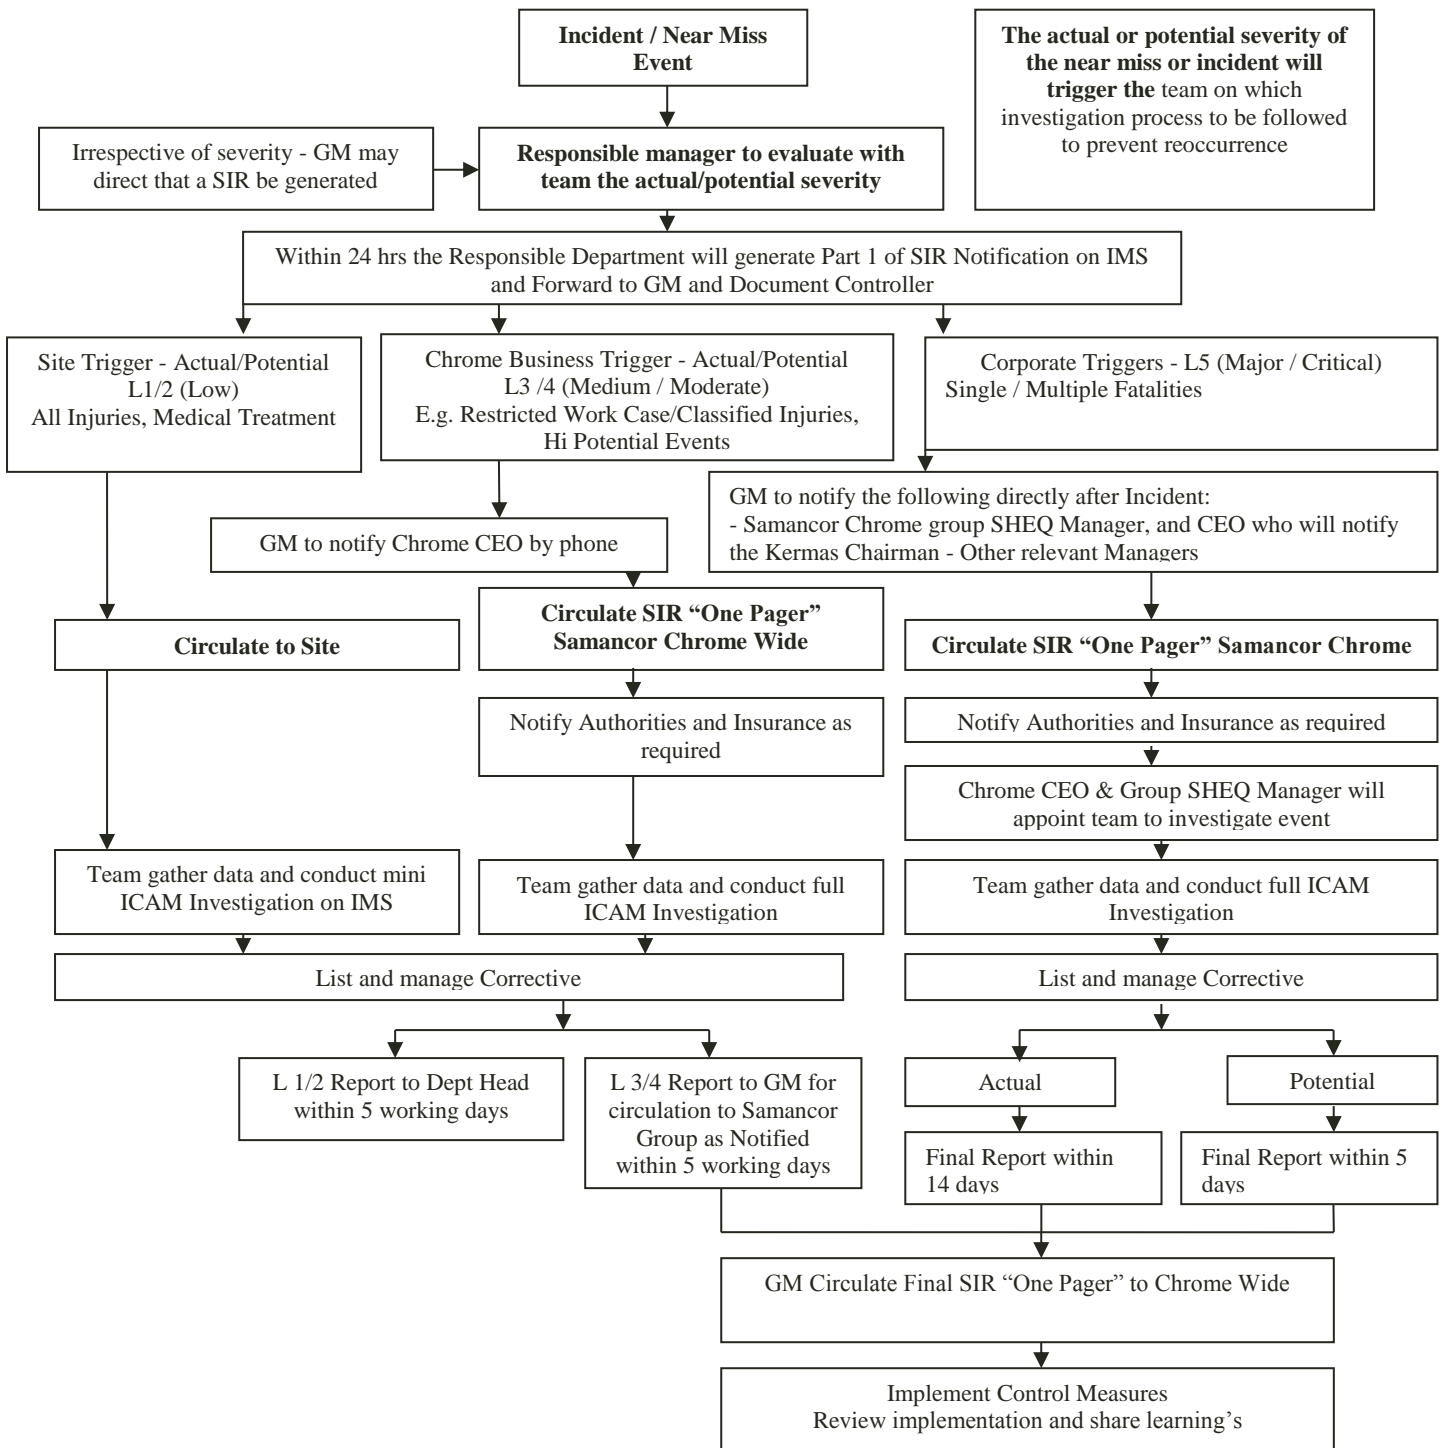 Incident / Near Miss
Event
The actual or potential severity of
the near miss or incident will
trigger the team on which
investigation process to be followed
to prevent reoccurrence
Irrespective of severity - GM may
direct that a SIR be generated
Responsible manager to evaluate with
team the actual/potential severity
Within 24 hrs the Responsible Department will generate Part 1 of SIR Notification on IMS
and Forward to GM and Document Controller
Site Trigger - Actual/Potential
L1/2 (Low)
All Injuries, Medical Treatment
Chrome Business Trigger - Actual/Potential
L3 /4 (Medium / Moderate)
E.g. Restricted Work Case/Classified Injuries,
Hi Potential Events
Corporate Triggers - L5 (Major / Critical)
Single / Multiple Fatalities
GM to notify Chrome CEO by phone
GM to notify the following directly after Incident:
- Samancor Chrome group SHEQ Manager, and CEO who will notify
the Kermas Chairman - Other relevant Managers
Circulate to Site
Circulate SIR “One Pager”
Samancor Chrome Wide
Circulate SIR “One Pager” Samancor Chrome
Notify Authorities and Insurance as
required
Notify Authorities and Insurance as required
Chrome CEO & Group SHEQ Manager will
appoint team to investigate event
Team gather data and conduct mini
ICAM Investigation on IMS
Team gather data and conduct full
ICAM Investigation
Team gather data and conduct full ICAM
Investigation
List and manage Corrective
List and manage Corrective
L 1/2 Report to Dept Head
within 5 working days
L 3/4 Report to GM for
circulation to Samancor
Group as Notified
within 5 working days
Actual
Potential
Final Report within
14 days
Final Report within 5
days
GM Circulate Final SIR “One Pager” to Chrome Wide
Implement Control Measures
Review implementation and share learning’s